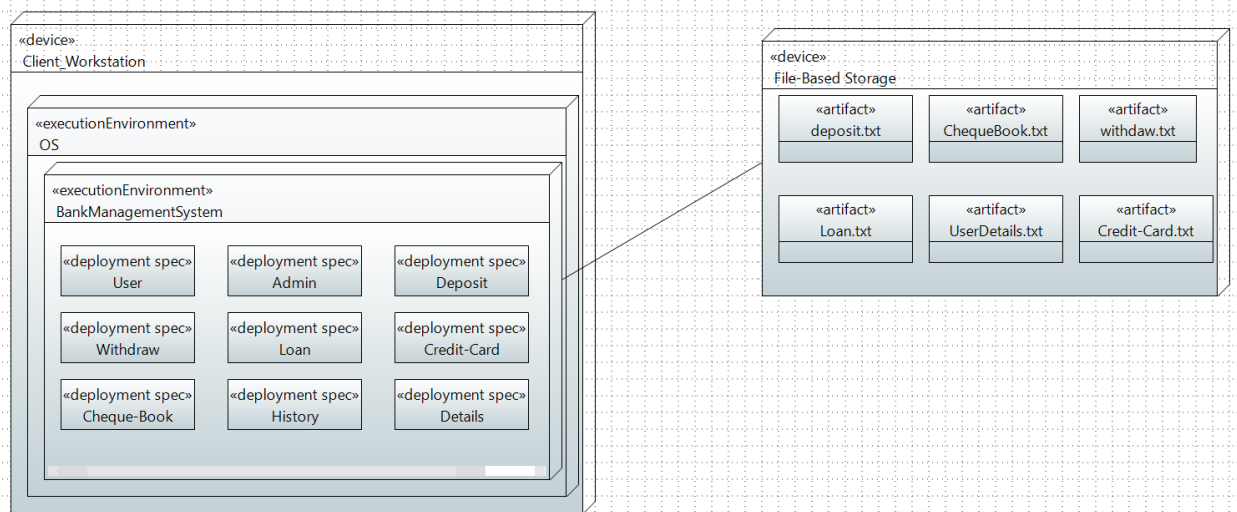 «device»
Client_Workstation
«executionEnvironment»
OS
«executionEnvironment»
BankManagementSystem
«deployment spec»
User
«deployment spec»
Admin
«deployment spec»
Deposit
«deployment spec»
Withdraw
«deployment spec»
Loan
«deployment spec»
Credit-Card
«deployment spec»
Cheque-Book
«deployment spec»
History
«deployment spec»
Details
«device»
File-Based Storage
«artifact»
deposit.txt
«artifact»
ChequeBook.txt
«artifact»
withdaw.txt
«artifact»
Loan.txt
«artifact»
UserDetails.txt
«artifact»
Credit-Card.txt